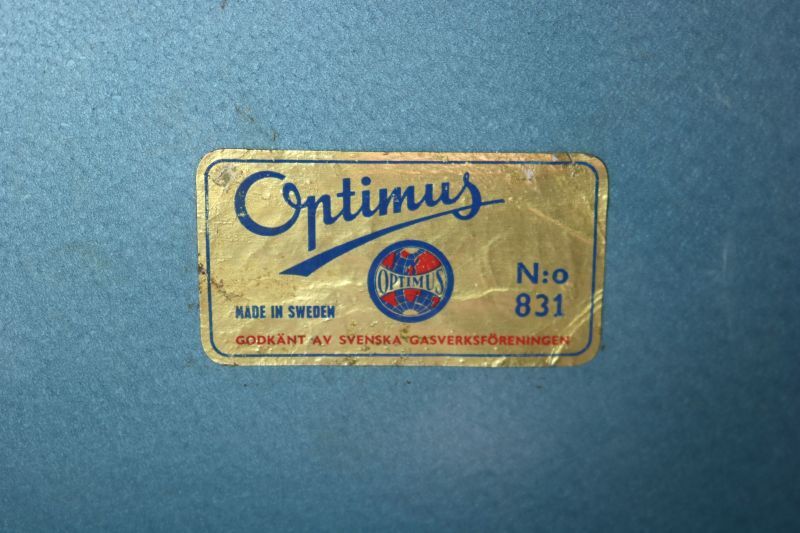 Optimus
OPTIMUS
N:o
831
MADE IN SWEDEN
GODKÄNT AV SVENSKA GASVERKSFÖRENINGEN